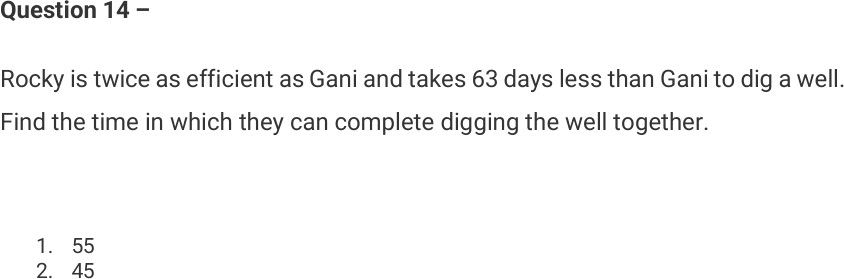 Question 14 –
Rocky is twice as efficient as Gani and takes 63 days less than Gani to dig a well.
Find the time in which they can complete digging the well together.
1. 55
2. 45